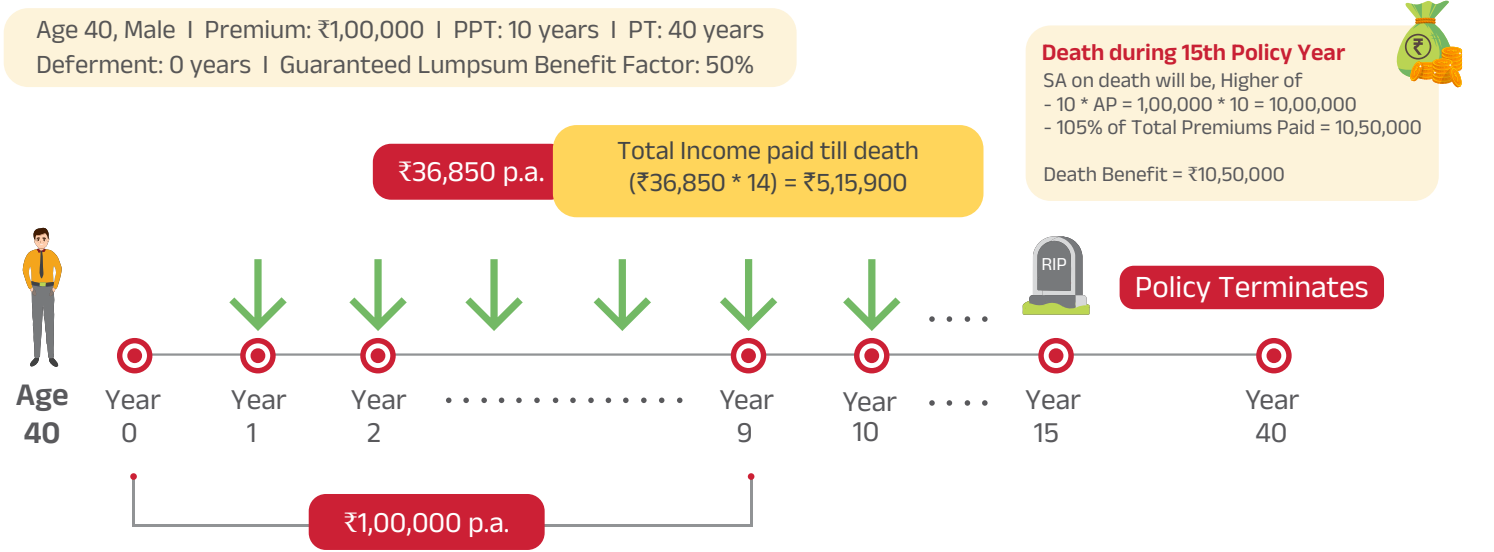 Age 40, Male I Premium: ₹1,00,000 I PPT: 10 years I PT: 40 years
Deferment: 0 years I Guaranteed Lumpsum Benefit Factor: 50%
Death during 15th Policy Year
SA on death will be, Higher of
- 10 * AP = 1,00,000 * 10 = 10,00,000
- 105% of Total Premiums Paid = 10,50,000
Death Benefit = ₹10,50,000
₹
₹36,850 p.a.
Total Income paid till death
(₹36,850 * 14) = ₹5,15,900
RIP
Policy Terminates
Age
40
Year
0
Year
1
Year
2
Year
9
Year
10
Year
15
Year
40
₹1,00,000 p.a.